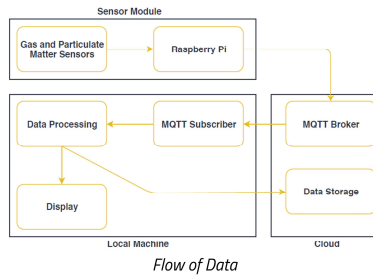 Sensor Module
Gas and Particulate
Matter Sensors
Raspberry Pi
Data Processing
MQTT Subscriber
MQTT Broker
Display
Data Storage
Local Machine
Cloud
Flow of Data